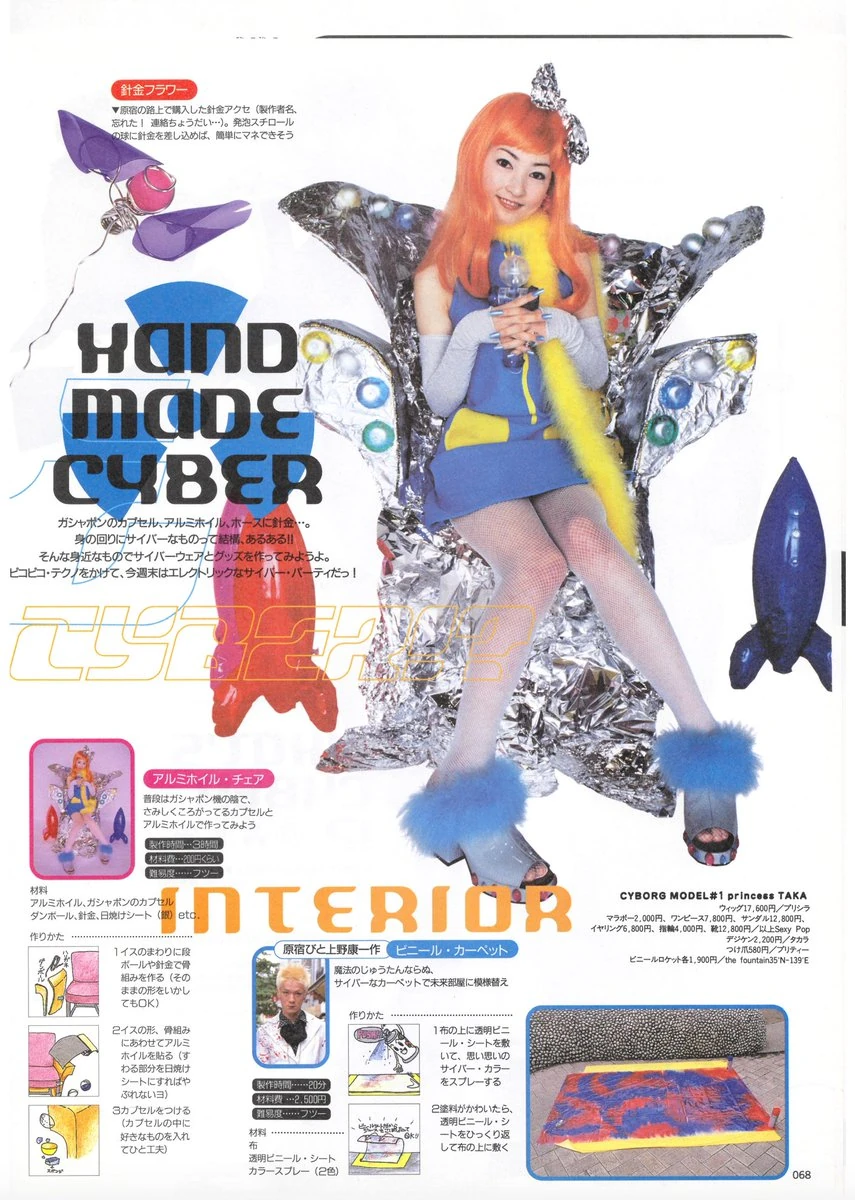 針金フラワー
▼原宿の路上で購入した針金アクセ（製作者名、
忘れた！ 連絡ちょうだい…）。発泡スチロール
の球に針金を差し込めば、簡単にマネできそう
HAND
MADE
CYBER
ガシャポンのカプセル、アルミホイル、ホースに針金…。
身の回りにサイバーなものって結構、あるある!!
そんな身近なものでサイバーウェアとグッズを作ってみようよ。
ピコピコ・テクノをかけて、今週末はエレクトリックなサイバー・パーティだっ！
アルミホイル・チェア
普段はガシャポン機の陰で、
さみしくころがってるカプセルと
アルミホイルで作ってみよう
製作時間…3時間
材料費…200円くらい
難易度……フツー
材料
アルミホイル、ガシャポンのカプセル
ダンボール、針金、日焼けシート（銀）etc.
作りかた
1イスのまわりに段
ボールや針金で骨
組みを作る（その
ままの形をいかし
てもOK）
2イスの形、骨組み
にあわせてアルミ
ホイルを貼る（す
わる部分を日焼け
シートにすればや
ぶれないヨ）
3カプセルをつける
（カプセルの中に
好きなものを入れ
てひと工夫）
INTERIOR
CYBORG MODEL#1 princess TAKA
ウィッグ17,600円／プリシラ
マラボー2,000円、ワンピース7,800円、サンダル12,800円、
イヤリング6,800円、指輪4,000円、靴12,800円／以上Sexy Pop
デジケン2,200円／タカラ
つけ爪580円／プリティー
ビニールロケット各1,900円／the fountain35°N-139°E
原宿びと上野康一作
ビニール・カーペット
魔法のじゅうたんならぬ、
サイバーなカーペットで未来部屋に模様替え
製作時間……20分
材料費 …2,500円
難易度……フツー
材料
布
透明ビニール・シート
カラースプレー（2色）
作りかた
1布の上に透明ビニ
ール・シートを敷
いて、思い思いの
サイバー・カラー
をスプレーする
2塗料がかわいたら、
透明ビニール・シ
ートをひっくり返
して布の上に敷く
068